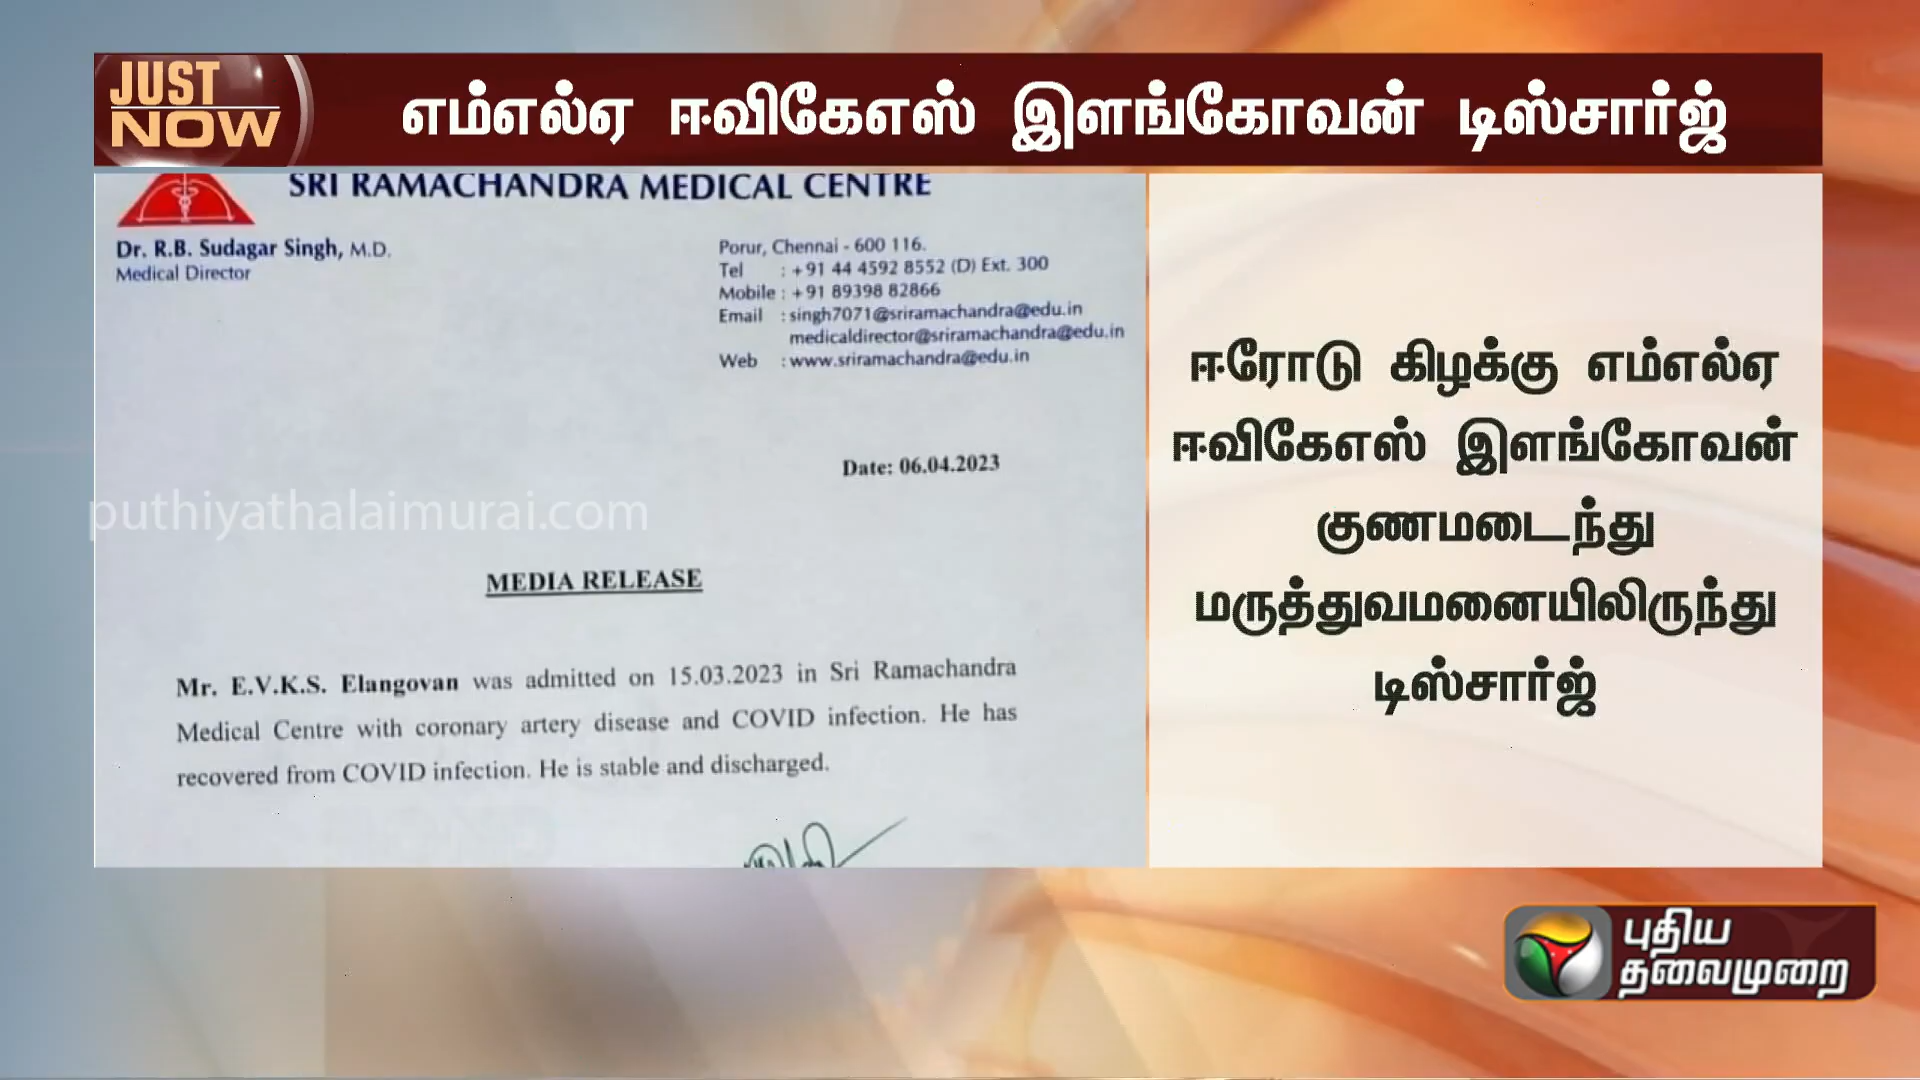 JUST
NOW
எம்எல்ஏ ஈவிகேஎஸ் இளங்கோவன் டிஸ்சார்ஜ்
SRI RAMACHANDRA MEDICAL CENTRE
Dr. R.B. Sudagar Singh, M.D.
Medical Director
Porur, Chennai - 600 116.
Tel : +91 44 4592 8552 (D) Ext. 300
Mobile : +91 89398 82866
Email : singh7071@sriramachandra@edu.in
medicaldirector@sriramachandra@edu.in
Web : www.sriramachandra@edu.in
Date: 06.04.2023
puthiyathalaimurai.com
MEDIA RELEASE
Mr. E.V.K.S. Elangovan was admitted on 15.03.2023 in Sri Ramachandra
Medical Centre with coronary artery disease and COVID infection. He has
recovered from COVID infection. He is stable and discharged.
ஈரோடு கிழக்கு எம்எல்ஏ
ஈவிகேஎஸ் இளங்கோவன்
குணமடைந்து
மருத்துவமனையிலிருந்து
டிஸ்சார்ஜ்
புதிய
தலைமுறை